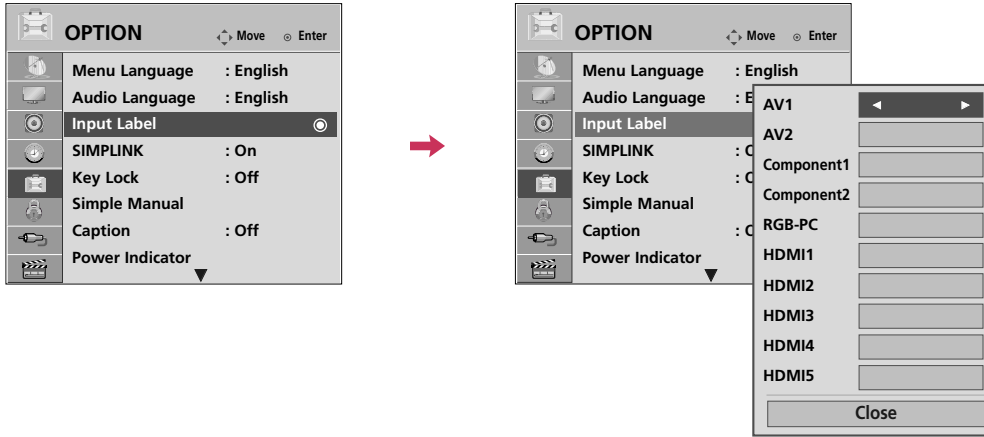 OPTION
Move Enter
Menu Language : English
Audio Language : English
Input Label
SIMPLINK : On
Key Lock : Off
Simple Manual
Caption : Off
Power Indicator
OPTION
Move Enter
Menu Language : English
Audio Language : E
Input Label
SIMPLINK : O
Key Lock : O
Simple Manual
Caption : O
Power Indicator
AV1
AV2
Component1
Component2
RGB-PC
HDMI1
HDMI2
HDMI3
HDMI4
HDMI5
Close